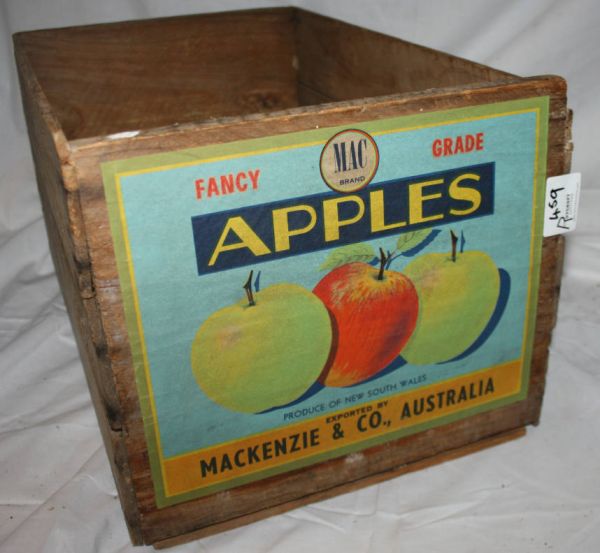 MAC
BRAND
FANCY GRADE
APPLES
PRODUCE OF NEW SOUTH WALES
EXPORTED BY
MACKENZIE & CO., AUSTRALIA
459